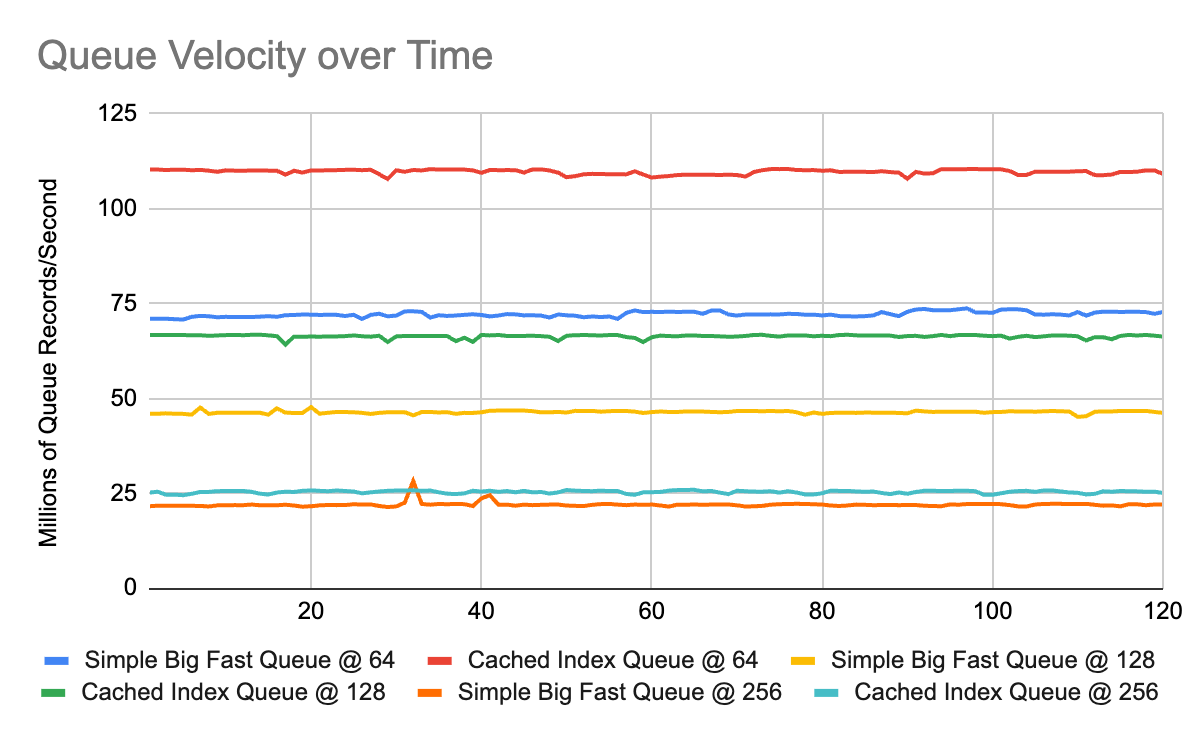 Queue Velocity over Time
Millions of Queue Records/Second
125
100
75
50
25
0
20 40 60 80 100 120
Simple Big Fast Queue @ 64 Cached Index Queue @ 64 Simple Big Fast Queue @ 128
Cached Index Queue @ 128 Simple Big Fast Queue @ 256 Cached Index Queue @ 256